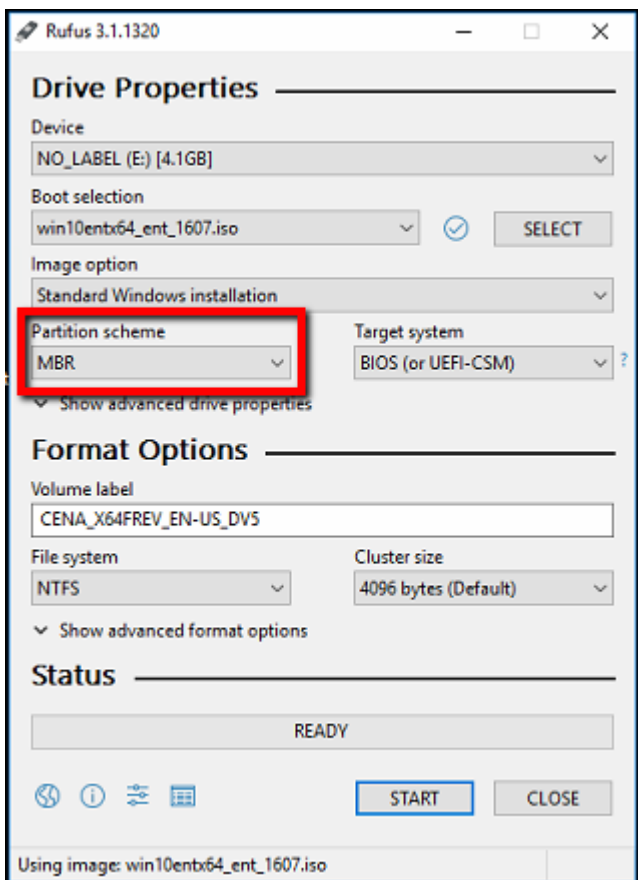 Rufus 3.1.1320
Drive Properties
Device
NO_LABEL (E:) [4.1GB]
Boot selection
win10entx64_ent_1607.iso
SELECT
Image option
Standard Windows installation
Partition scheme
Target system
MBR
BIOS (or UEFI-CSM)
?
Show advanced drive properties
Format Options
Volume label
CENA_X64FREV_EN-US_DV5
File system
Cluster size
NTFS
4096 bytes (Default)
Show advanced format options
Status
READY
START
CLOSE
Using image: win10entx64_ent_1607.iso